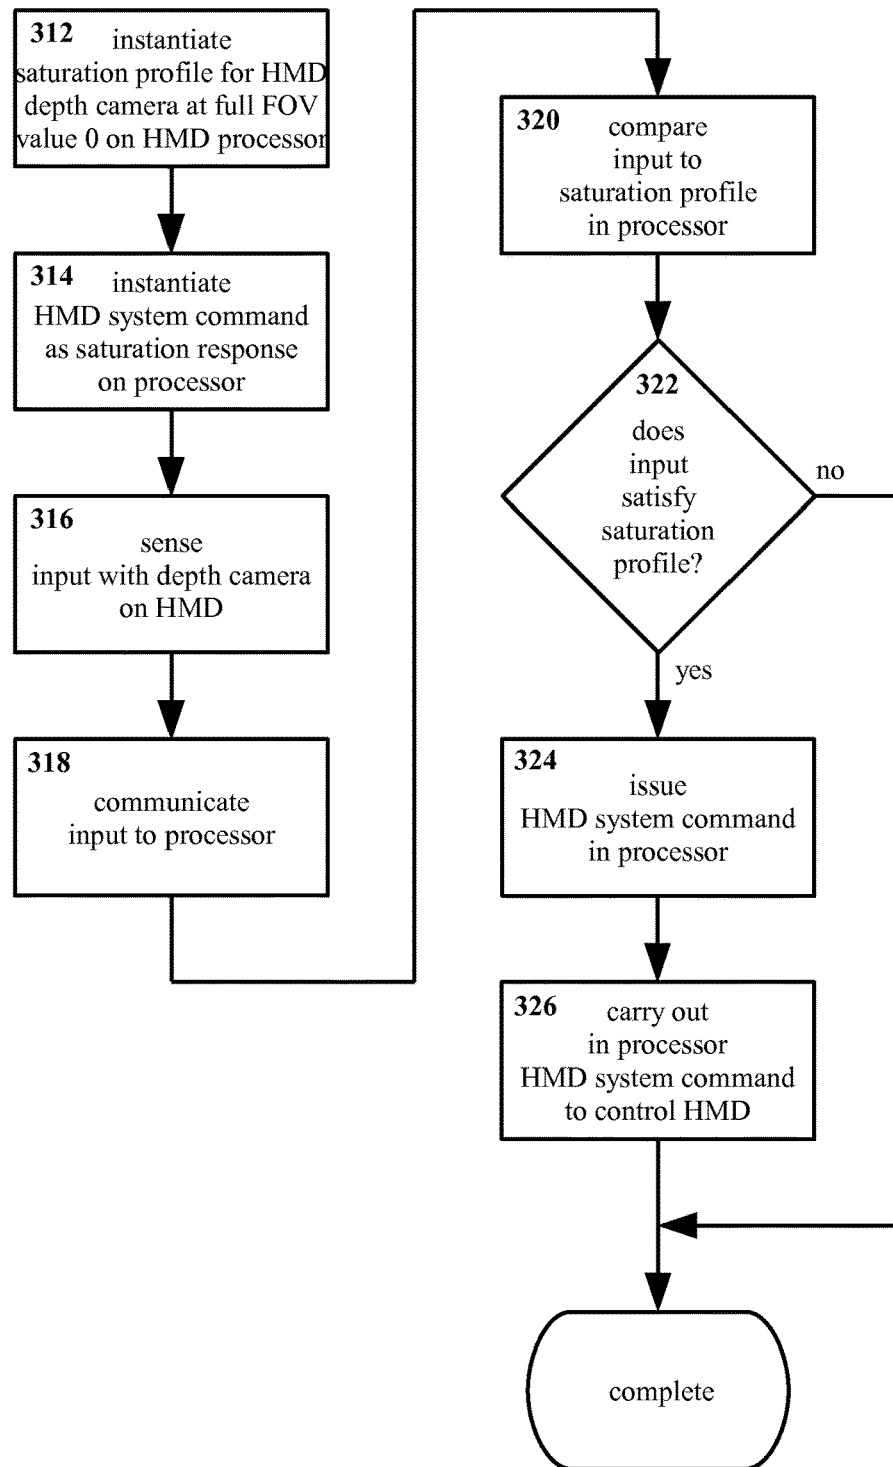 312
instantiate
saturation profile for HMD
depth camera at full FOV
value 0 on HMD processor
314
instantiate
HMD system command
as saturation response
on processor
316
sense
input with depth camera
on HMD
318
communicate
input to processor
320
compare
input to
saturation profile
in processor
322
does
input
satisfy
saturation
profile?
no
yes
324
issue
HMD system command
in processor
326
carry out
in processor
HMD system command
to control HMD
complete